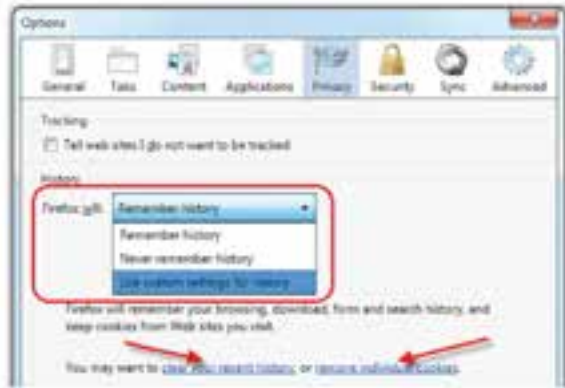 Options
General Tabs Content Applications Privacy Security Sync Advanced
Tracking
Tell web sites I do not want to be tracked
History
Firefox will: Remember history
Remember history
Never remember history
Use custom settings for history
Firefox will remember your browsing, download, form and search history, and
keep cookies from Web sites you visit.
You may want to clear your recent history, or remove individual cookies.